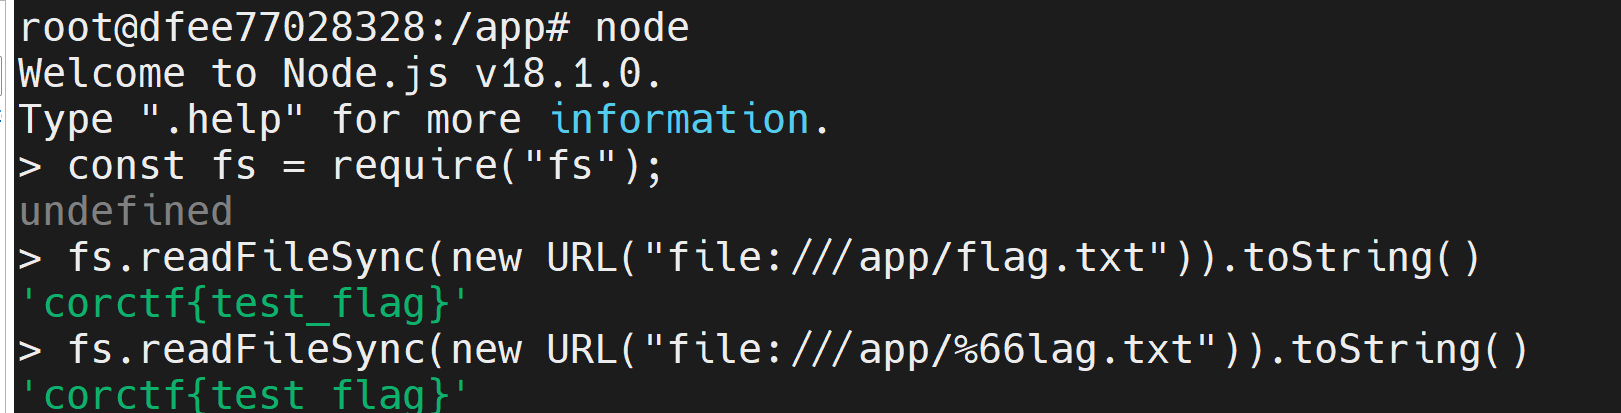 root@dfee77028328:/app# node
Welcome to Node.js v18.1.0.
Type ".help" for more information.
> const fs = require("fs");
undefined
> fs.readFileSync(new URL("file:///app/flag.txt")).toString()
'corctf{test_flag}'
> fs.readFileSync(new URL("file:///app/%66lag.txt")).toString()
'corctf{test_flag}'